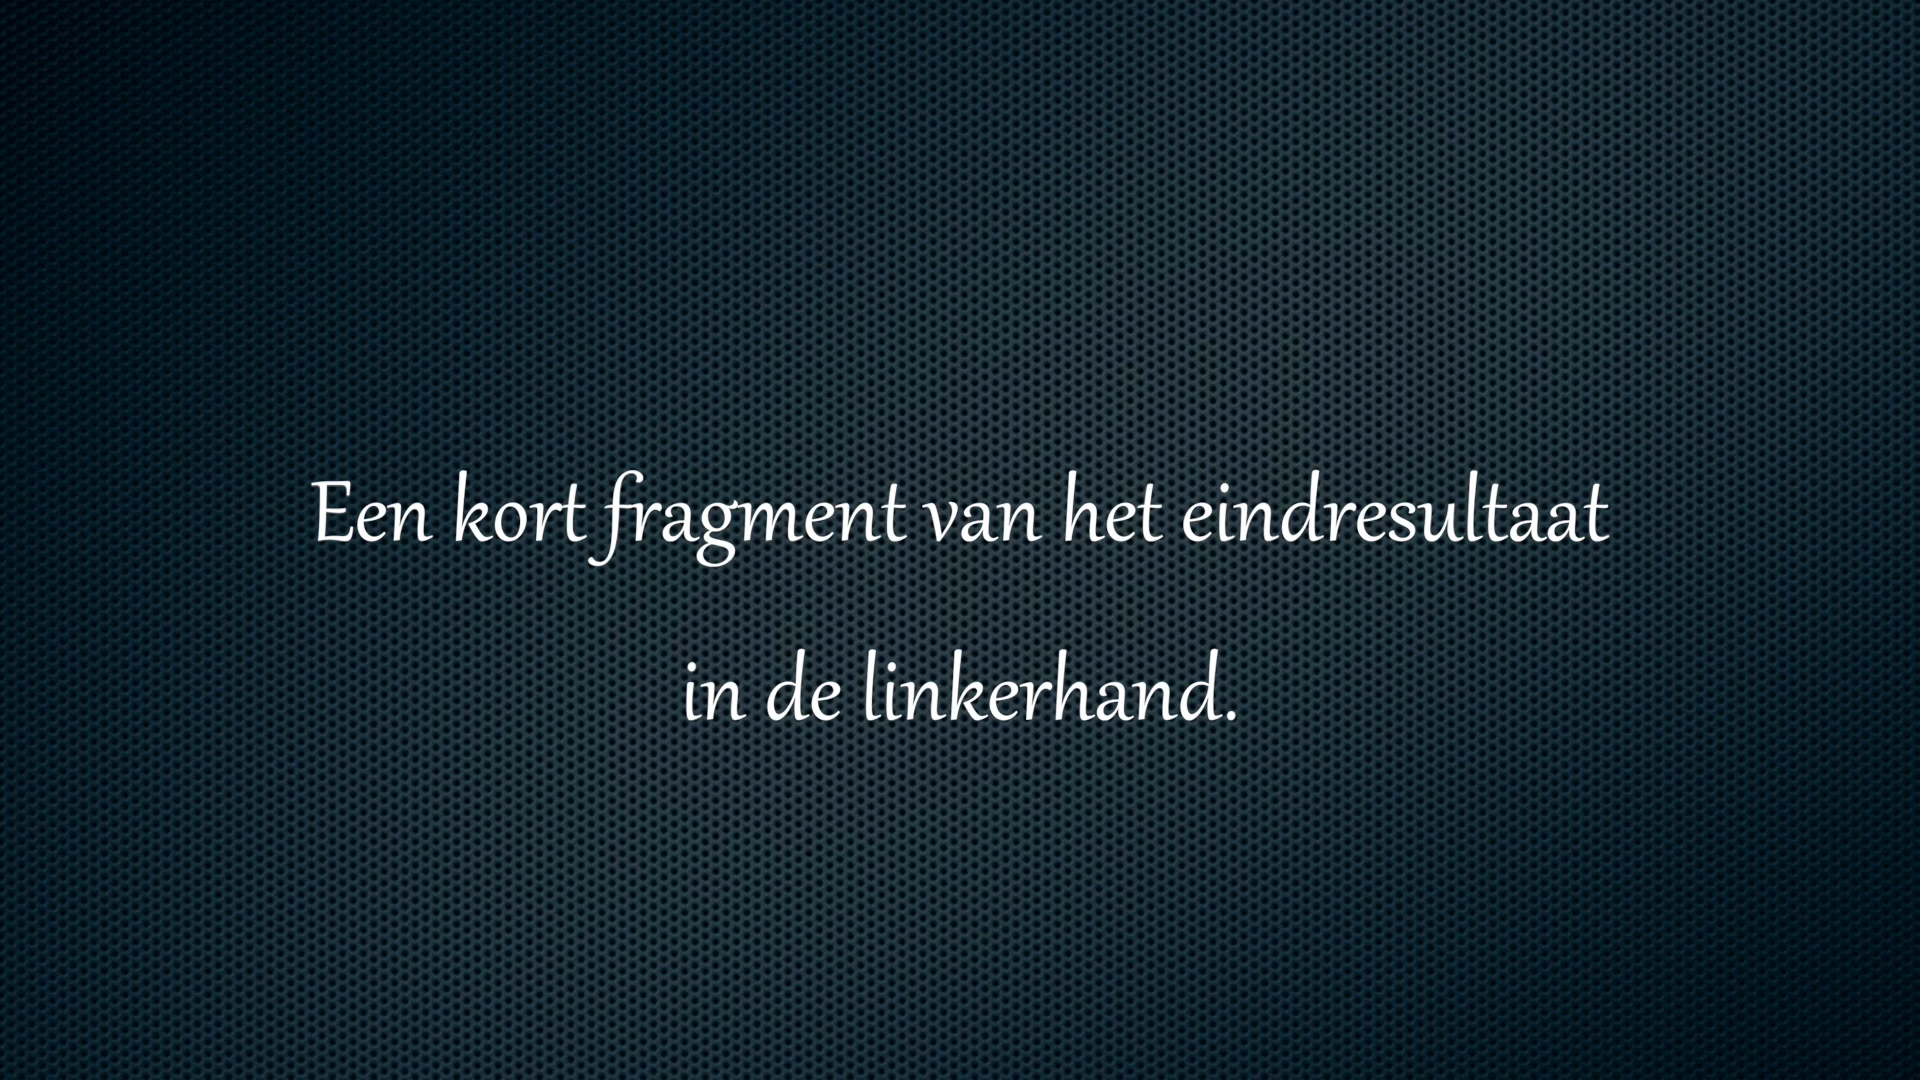 Een kort fragment van het eindresultaat
in de linkerhand.